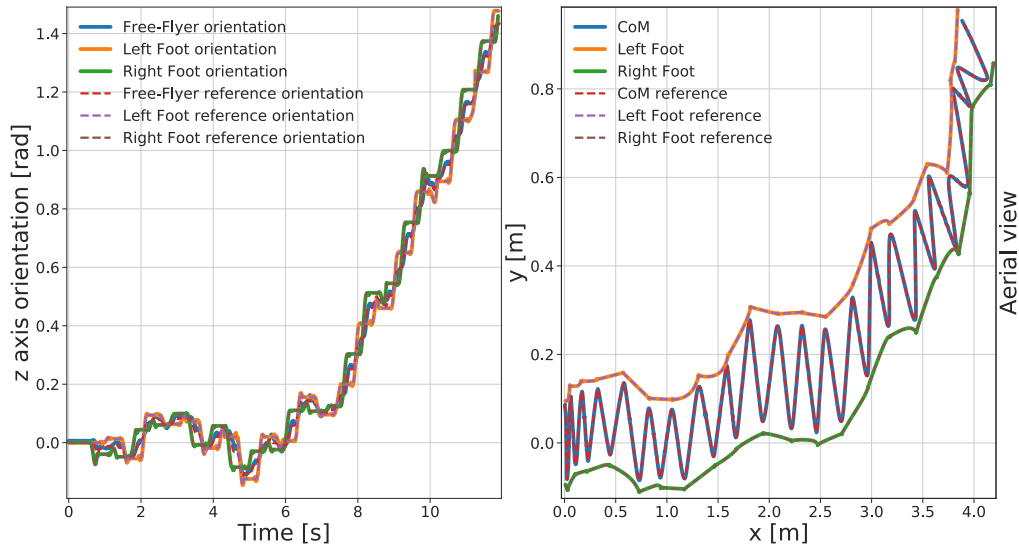 z axis orientation [rad]
1.4
1.2
1.0
0.8
0.6
0.4
0.2
0.0
Free-Flyer orientation
Left Foot orientation
Right Foot orientation
Free-Flyer reference orientation
Left Foot reference orientation
Right Foot reference orientation
0 2 4 6 8 10
Time [s]
y [m]
0.8
0.6
0.4
0.2
0.0
CoM
Left Foot
Right Foot
CoM reference
Left Foot reference
Right Foot reference
0.0 0.5 1.0 1.5 2.0 2.5 3.0 3.5 4.0
x [m]
Aerial view